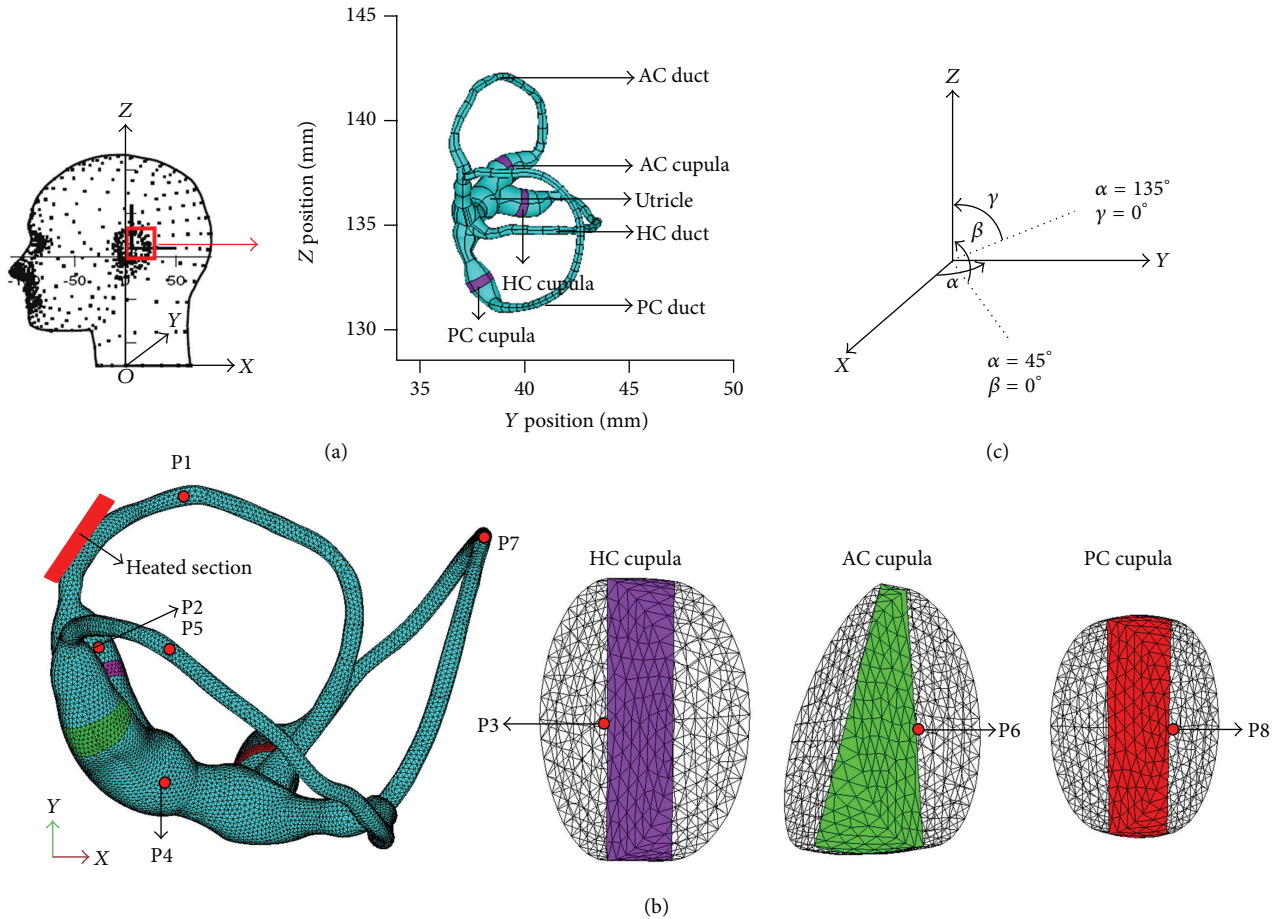 Z
-50
50
Y
X
O
145
140
135
130
Z position (mm)
AC duct
AC cupula
Utricle
HC duct
HC cupula
PC duct
PC cupula
35
40
45
50
Y position (mm)
(a)
Z
α = 135°
γ = 0°
γ
β
Y
α
X
α = 45°
β = 0°
(c)
P1
Heated section
P2
P5
P7
P4
Y
X
HC cupula
AC cupula
PC cupula
P3
P6
P8
(b)